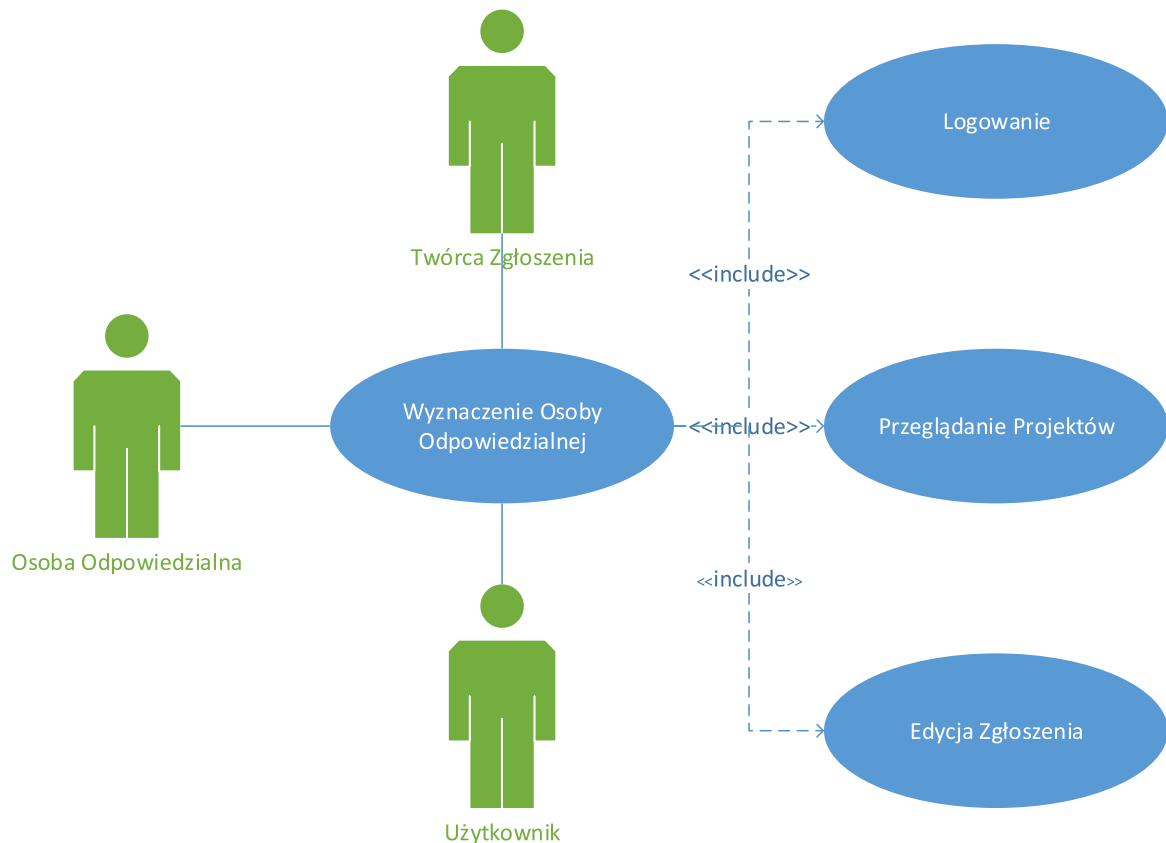 Logowanie
Twórca Zgłoszenia
<<include>>
Wyznaczenie Osoby
Odpowiedzialnej
<<include>>
Przeglądanie Projektów
Osoba Odpowiedzialna
<<include>>
Edycja Zgłoszenia
Użytkownik